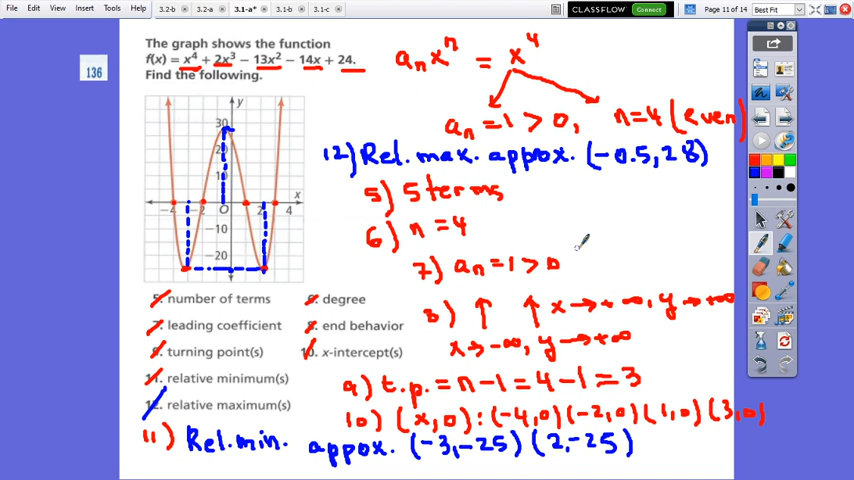 File Edit View Insert Tools Help
3.2-b 3.2-a 3.1-a* 3.1-b 3.1-c
CLASSFLOW Connect
Page 11 of 14 Best Fit
136
The graph shows the function
f(x) = x⁴ + 2x³ − 13x² − 14x + 24.
Find the following.
aₙxⁿ = x⁴
aₙ = 1 > 0, n = 4 (even)
y
30
20
10
x
-4 -2 O 2 4
-10
-20
12) Rel. max. approx. (-0.5, 28)
5) 5 terms
6) n = 4
7) aₙ = 1 > 0
8) ↑ ↑ x → +∞, y → +∞
x → -∞, y → +∞
9) t.p. = n - 1 = 4 - 1 = 3
10) (x, 0) : (-4, 0) (-2, 0) (1, 0) (3, 0)
11) Rel. min. appox. (-3, -25) (2, -25)
5. number of terms
6. degree
7. leading coefficient
8. end behavior
9. turning point(s)
10. x-intercept(s)
11. relative minimum(s)
12. relative maximum(s)